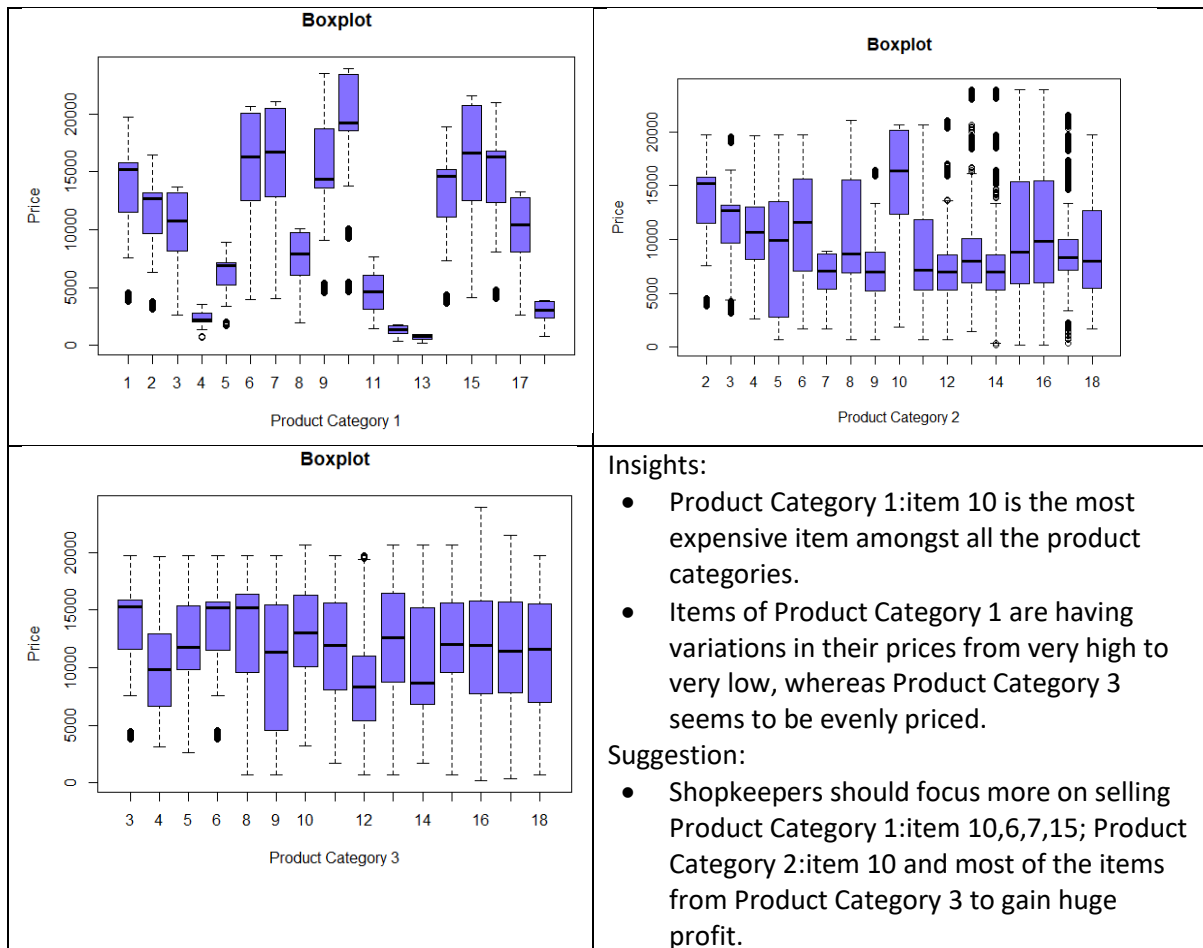 Boxplot
Price
20000
15000
10000
5000
0
1 2 3 4 5 6 7 8 9 11 13 15 17
Product Category 1
Boxplot
Price
20000
15000
10000
5000
0
2 3 4 5 6 7 8 9 10 12 14 16 18
Product Category 2
Boxplot
Price
20000
15000
10000
5000
0
3 4 5 6 8 9 10 12 14 16 18
Product Category 3
Insights:
• Product Category 1:item 10 is the most
expensive item amongst all the product
categories.
• Items of Product Category 1 are having
variations in their prices from very high to
very low, whereas Product Category 3
seems to be evenly priced.
Suggestion:
• Shopkeepers should focus more on selling
Product Category 1:item 10,6,7,15; Product
Category 2:item 10 and most of the items
from Product Category 3 to gain huge
profit.